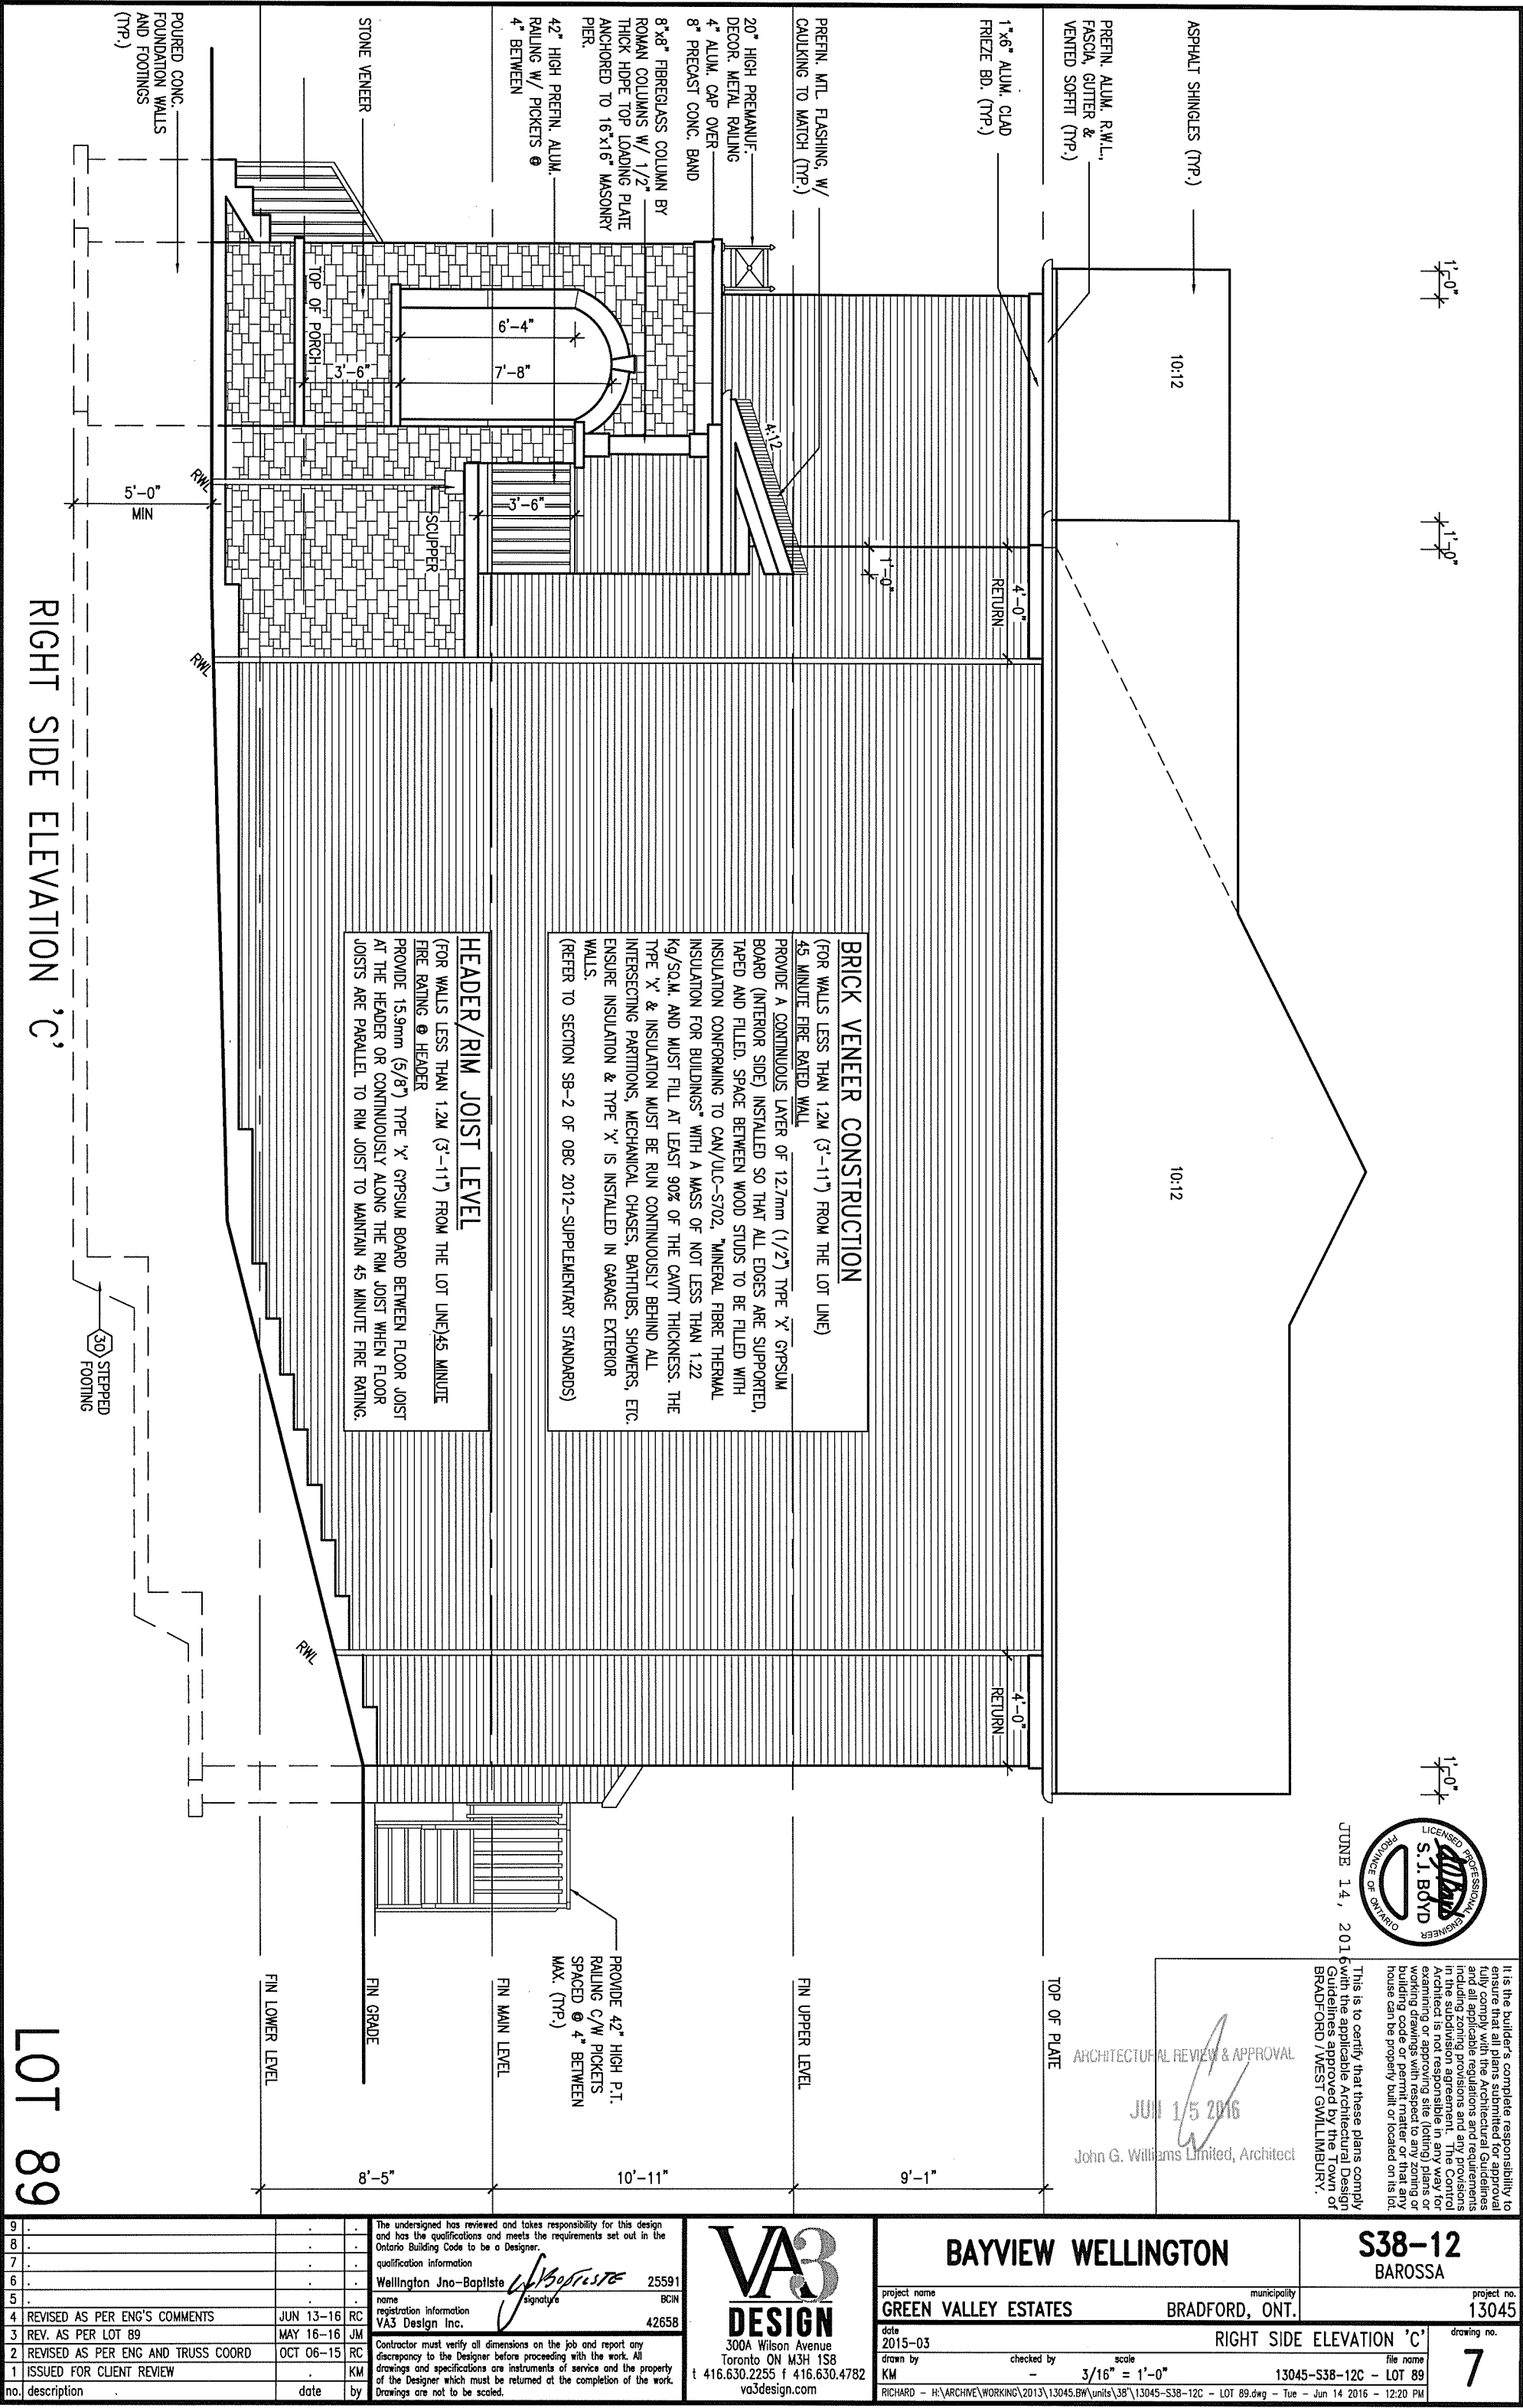 ASPHALT SHINGLES (TYP.)
PREFIN. ALUM. R.W.L.,
FASCIA, GUTTER &
VENTED SOFFIT (TYP.)
1"x6" ALUM. CLAD
FRIEZE BD. (TYP.)
PREFIN. MTL. FLASHING, W/
CAULKING TO MATCH (TYP.)
20" HIGH PREMANUF.
DECOR. METAL RAILING
4" ALUM. CAP OVER
8" PRECAST CONC. BAND
8"x8" FIBREGLASS COLUMN BY
ROMAN COLUMNS W/ 1/2"
THICK HDPE TOP LOADING PLATE
ANCHORED TO 16"x16" MASONRY
PIER.
42" HIGH PREFIN. ALUM.
RAILING W/ PICKETS @
4" BETWEEN
STONE VENEER
POURED CONC.
FOUNDATION WALLS
AND FOOTINGS
(TYP.)
1'-0"
1'-0"
1'-0"
10:12
10:12
4:12
1'-0"
4'-0"
RETURN
4'-0"
RETURN
6'-4"
7'-8"
3'-6"
3'-6"
TOP OF PORCH
SCUPPER
RWL
RWL
RWL
5'-0"
MIN
BRICK VENEER CONSTRUCTION
(FOR WALLS LESS THAN 1.2M (3'-11") FROM THE LOT LINE)
45 MINUTE FIRE RATED WALL
PROVIDE A CONTINUOUS LAYER OF 12.7mm (1/2") TYPE 'X' GYPSUM
BOARD (INTERIOR SIDE) INSTALLED SO THAT ALL EDGES ARE SUPPORTED,
TAPED AND FILLED. SPACE BETWEEN WOOD STUDS TO BE FILLED WITH
INSULATION CONFORMING TO CAN/ULC-S702, "MINERAL FIBRE THERMAL
INSULATION FOR BUILDINGS" WITH A MASS OF NOT LESS THAN 1.22
Kg/SQ.M. AND MUST FILL AT LEAST 90% OF THE CAVITY THICKNESS. THE
TYPE 'X' & INSULATION MUST BE RUN CONTINUOUSLY BEHIND ALL
INTERSECTING PARTITIONS, MECHANICAL CHASES, BATHTUBS, SHOWERS, ETC.
ENSURE INSULATION & TYPE 'X' IS INSTALLED IN GARAGE EXTERIOR
WALLS.
(REFER TO SECTION SB-2 OF OBC 2012-SUPPLEMENTARY STANDARDS)
HEADER/RIM JOIST LEVEL
(FOR WALLS LESS THAN 1.2M (3'-11") FROM THE LOT LINE)45 MINUTE
FIRE RATING @ HEADER
PROVIDE 15.9mm (5/8") TYPE 'X' GYPSUM BOARD BETWEEN FLOOR JOIST
AT THE HEADER OR CONTINUOUSLY ALONG THE RIM JOIST WHEN FLOOR
JOISTS ARE PARALLEL TO RIM JOIST TO MAINTAIN 45 MINUTE FIRE RATING.
30 STEPPED
FOOTING
RIGHT SIDE ELEVATION 'C'
LOT 89
PROVIDE 42" HIGH P.T.
RAILING C/W PICKETS
SPACED @ 4" BETWEEN
MAX. (TYP.)
TOP OF PLATE
FIN UPPER LEVEL
FIN MAIN LEVEL
FIN GRADE
FIN LOWER LEVEL
9'-1"
10'-11"
8'-5"
LICENSED PROFESSIONAL ENGINEER
S. J. BOYD
PROVINCE OF ONTARIO
JUNE 14, 2016
It is the builder's complete responsibility to
ensure that all plans submitted for approval
fully comply with the Architectural Guidelines
and all applicable regulations and requirements
including zoning provisions and any provisions
in the subdivision agreement. The Control
Architect is not responsible in any way for
examining or approving site (lotting) plans or
working drawings with respect to any zoning or
building code or permit matter or that any
house can be properly built or located on its lot.
This is to certify that these plans comply
with the applicable Architectural Design
Guidelines approved by the Town of
BRADFORD / WEST GWILLIMBURY.
ARCHITECTURAL REVIEW & APPROVAL
JUN 15 2016
John G. Williams Limited, Architect
9 . . .
8 . . .
7 . . .
6 . . .
5 . . .
4 REVISED AS PER ENG'S COMMENTS JUN 13-16 RC
3 REV. AS PER LOT 89 MAY 16-16 JM
2 REVISED AS PER ENG AND TRUSS COORD OCT 06-15 RC
1 ISSUED FOR CLIENT REVIEW . KM
no. description date by
The undersigned has reviewed and takes responsibility for this design
and has the qualifications and meets the requirements set out in the
Ontario Building Code to be a Designer.
qualification information
Wellington Jno-Baptiste 25591
name signature BCIN
registration information
VA3 Design Inc. 42658
Contractor must verify all dimensions on the job and report any
discrepancy to the Designer before proceeding with the work. All
drawings and specifications are instruments of service and the property
of the Designer which must be returned at the completion of the work.
Drawings are not to be scaled.
VA3
DESIGN
300A Wilson Avenue
Toronto ON M3H 1S8
t 416.630.2255 f 416.630.4782
va3design.com
BAYVIEW WELLINGTON
S38-12
BAROSSA
project name municipality project no.
GREEN VALLEY ESTATES BRADFORD, ONT. 13045
date
2015-03
RIGHT SIDE ELEVATION 'C'
drawing no.
7
drawn by checked by scale file name
KM - 3/16" = 1'-0" 13045-S38-12C - LOT 89
RICHARD - H:\ARCHIVE\WORKING\2013\13045.BW\units\38'\13045-S38-12C - LOT 89.dwg - Tue - Jun 14 2016 - 12:20 PM